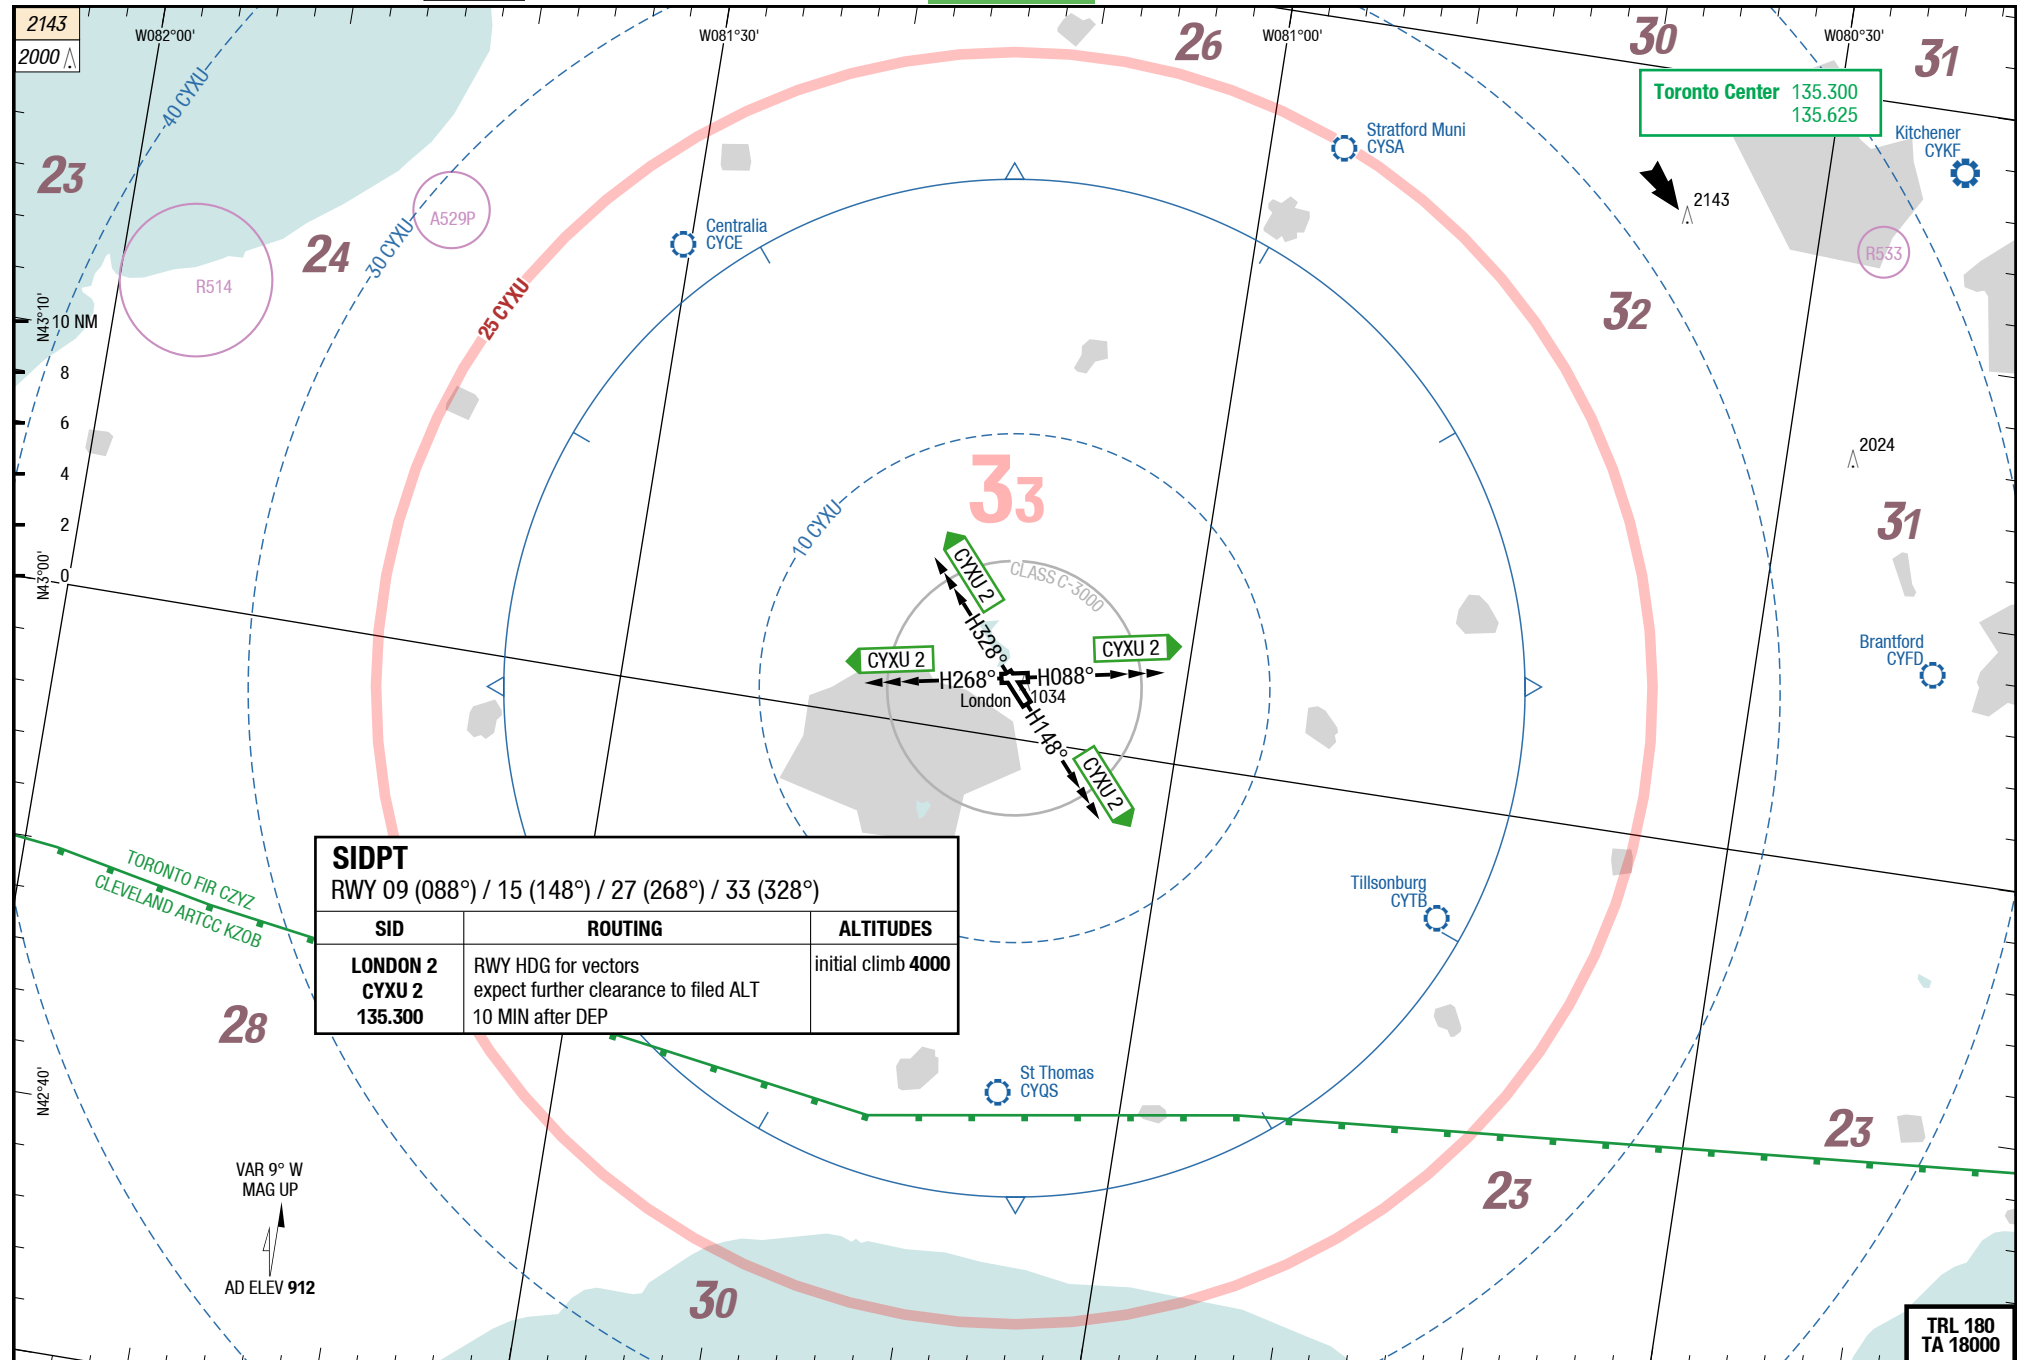 2143
2000
W082°00'
W081°30'
W081°00'
W080°30'
26
30
31
Toronto Center 135.300
135.625
40 CYXU
Stratford Muni
CYSA
Kitchener
CYKF
23
A529P
2143
30 CYXU
Centralia
CYCE
24
R533
R514
25 CYXU
32
N43°10'
10 NM
8
6
4
2
0
2024
33
31
10 CYXU
N43°00'
CYXU 2
CLASS C-3000
H328°
CYXU 2
CYXU 2
H268°
H088°
London
1034
H148°
CYXU 2
Brantford
CYFD
TORONTO FIR CZYZ
CLEVELAND ARTCC KZOB
SIDPT
RWY 09 (088°) / 15 (148°) / 27 (268°) / 33 (328°)
SID ROUTING ALTITUDES
LONDON 2 RWY HDG for vectors initial climb 4000
CYXU 2 expect further clearance to filed ALT
135.300 10 MIN after DEP
Tillsonburg
CYTB
28
St Thomas
CYQS
N42°40'
23
VAR 9° W
MAG UP
23
AD ELEV 912
30
TRL 180
TA 18000